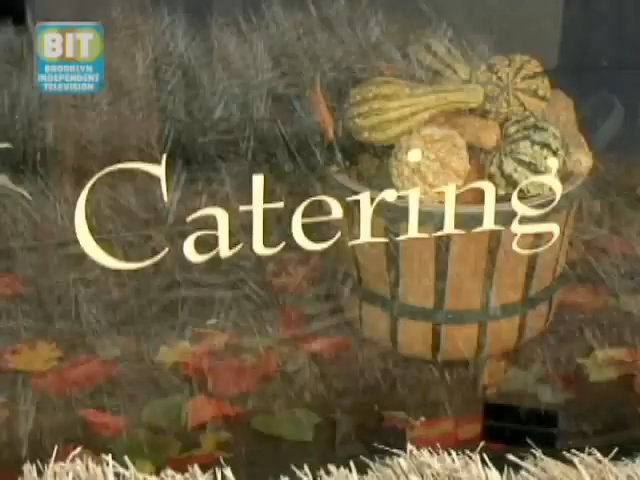 BIT
BROOKLYN
INDEPENDENT
TELEVISION
Catering